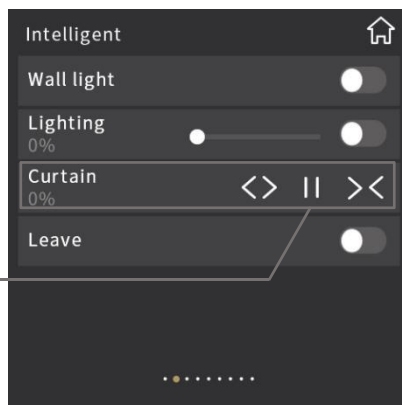 Intelligent
Wall light
Lighting
0%
Curtain
0%
Leave